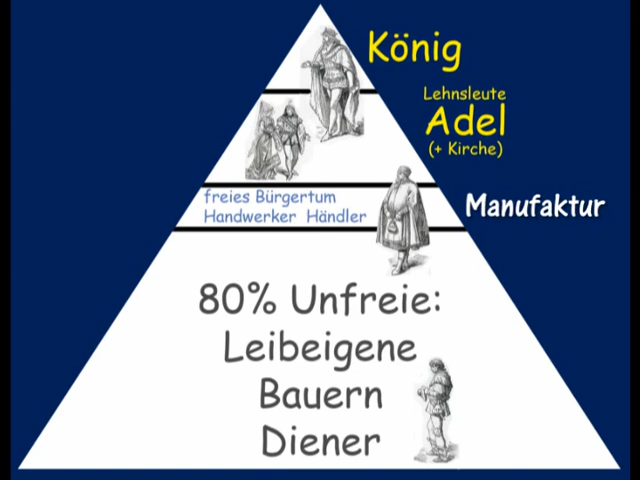 König
Lehnsleute
Adel
(+ Kirche)
freies Bürgertum
Handwerker Händler
Manufaktur
80% Unfreie:
Leibeigene
Bauern
Diener